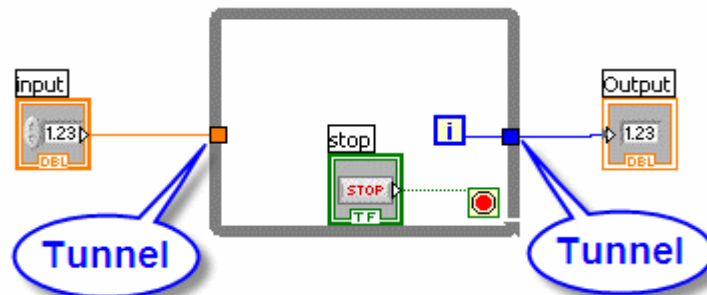 input
1.23
DBL
Tunnel
stop
STOP
TF
i
Output
1.23
DBL
Tunnel